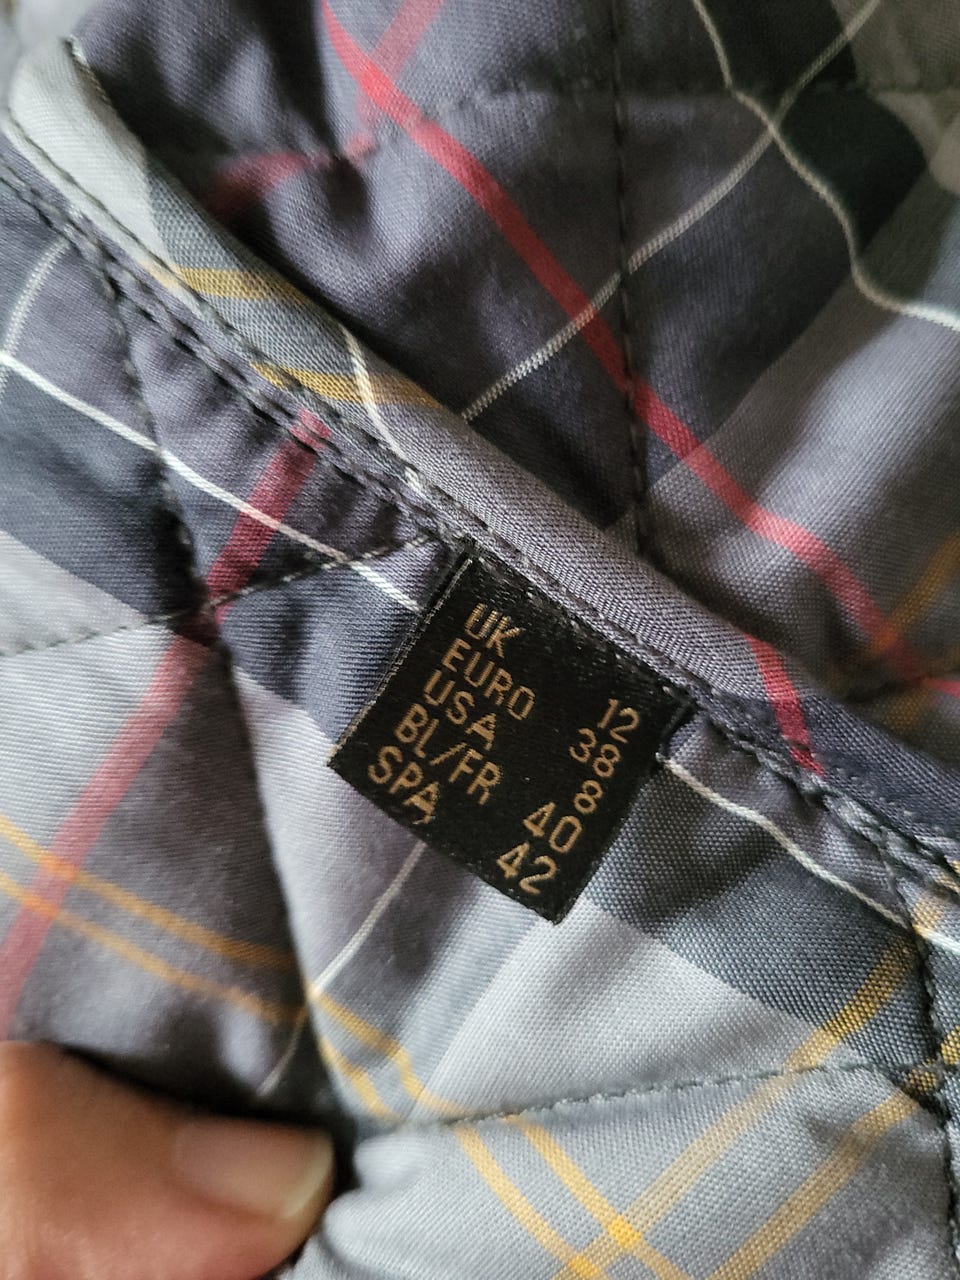 UK 12
EURO 38
USA 8
BL/FR 40
SPA 42